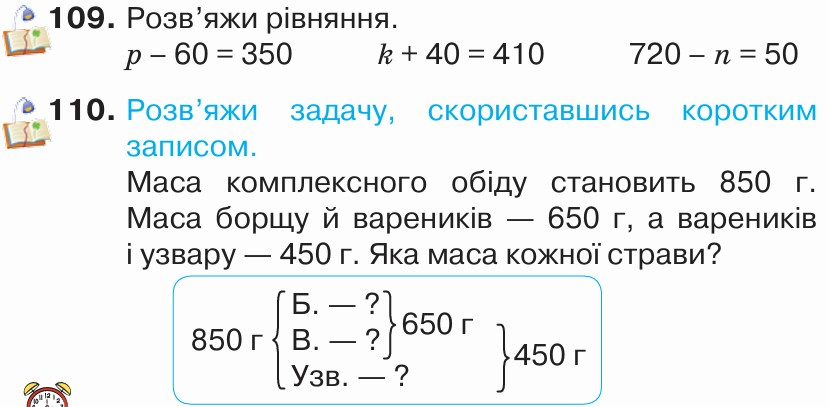 109. Розв’яжи рівняння.
p – 60 = 350 k + 40 = 410 720 – n = 50
110. Розв’яжи задачу, скориставшись коротким
записом.
Маса комплексного обіду становить 850 г.
Маса борщу й вареників — 650 г, а вареників
і узвару — 450 г. Яка маса кожної страви?
Б. — ?
850 г В. — ? 650 г
Узв. — ? 450 г